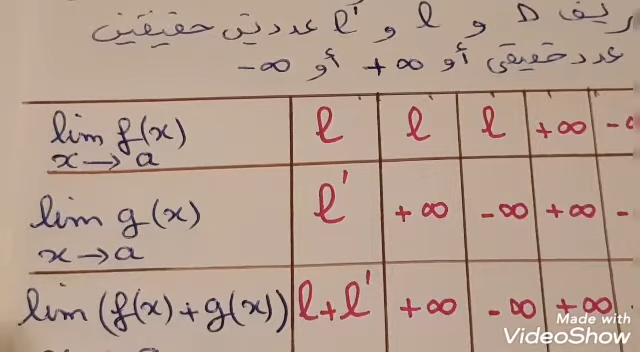 D و l و l' عددين حقيقيين
عدد حقيقي أو +∞ أو -∞
lim f(x) l l l +∞
x→a
lim g(x) l' +∞ -∞ +∞ -
x→a
lim (f(x)+g(x)) l+l' +∞ -∞ +∞
Made with
VideoShow